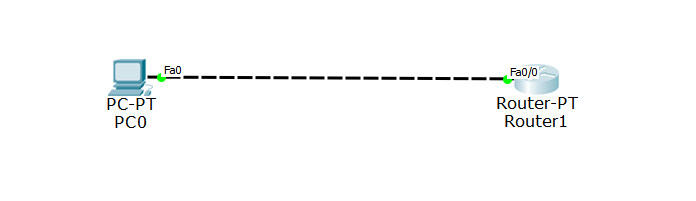 Fa0
Fa0/0
PC-PT
PC0
Router-PT
Router1